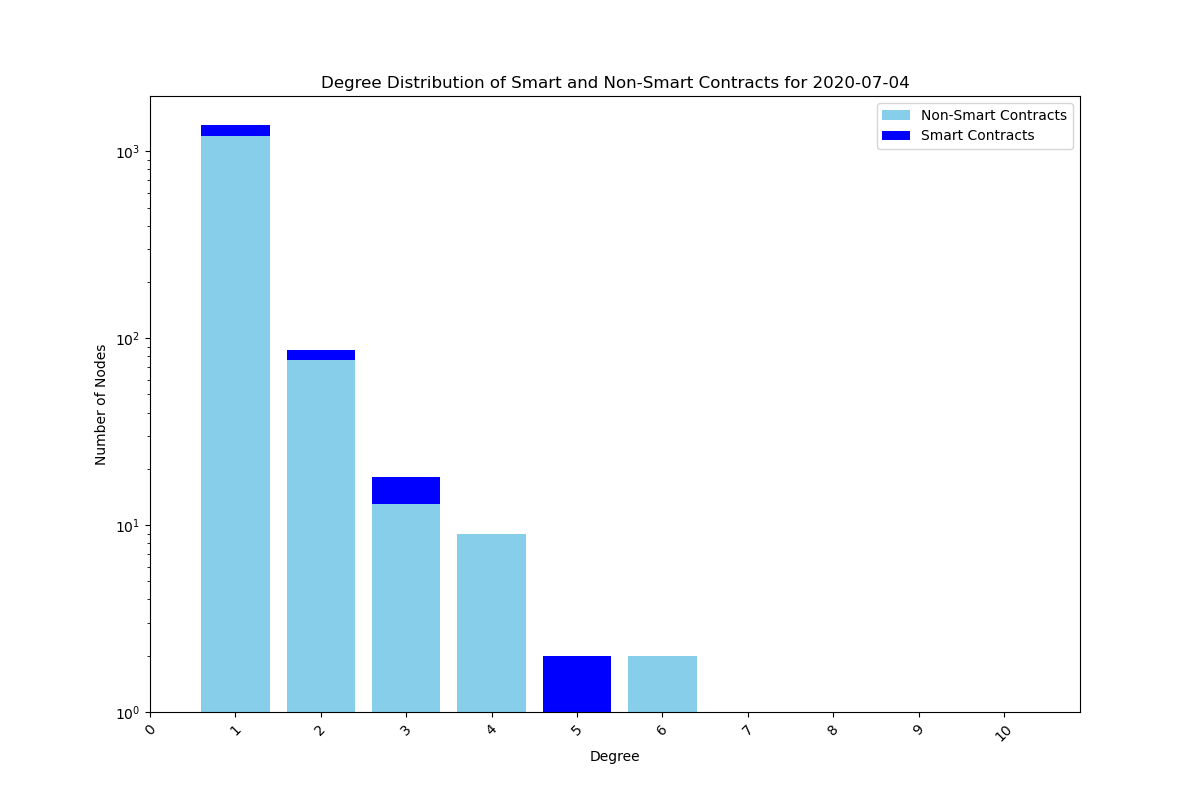 Degree Distribution of Smart and Non-Smart Contracts for 2020-07-04
Non-Smart Contracts
Smart Contracts
Number of Nodes
10³
10²
10¹
10⁰
0 1 2 3 4 5 6 7 8 9 10
Degree